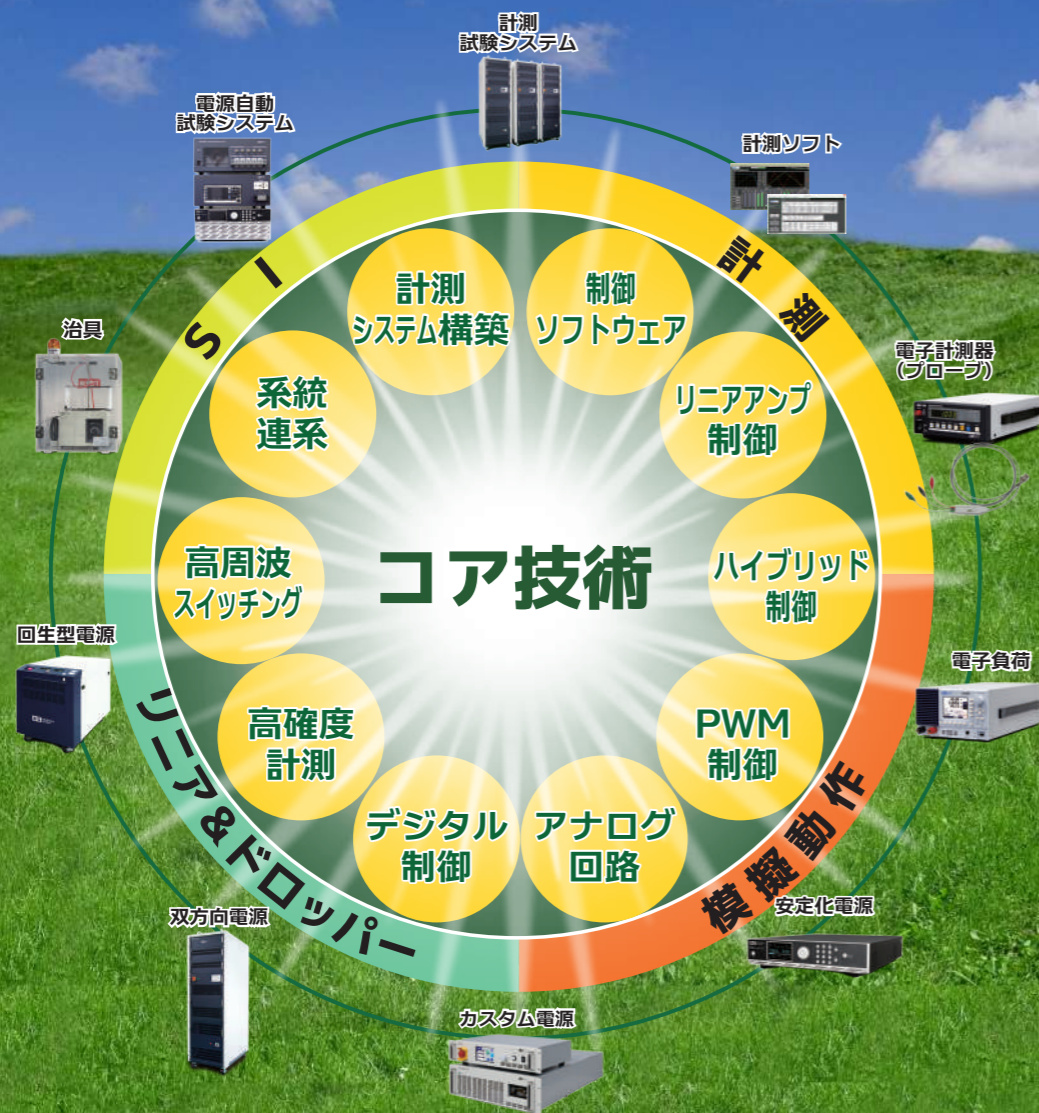 計測
試験システム
電源自動
試験システム
計測ソフト
治具
電子計測器
(プローブ)
回生型電源
電子負荷
双方向電源
安定化電源
カスタム電源
SI
計測
リニア&ドロッパー
模擬動作
計測
システム構築
制御
ソフトウェア
系統
連系
リニアアンプ
制御
高周波
スイッチング
コア技術
ハイブリッド
制御
高確度
計測
PWM
制御
デジタル
制御
アナログ
回路